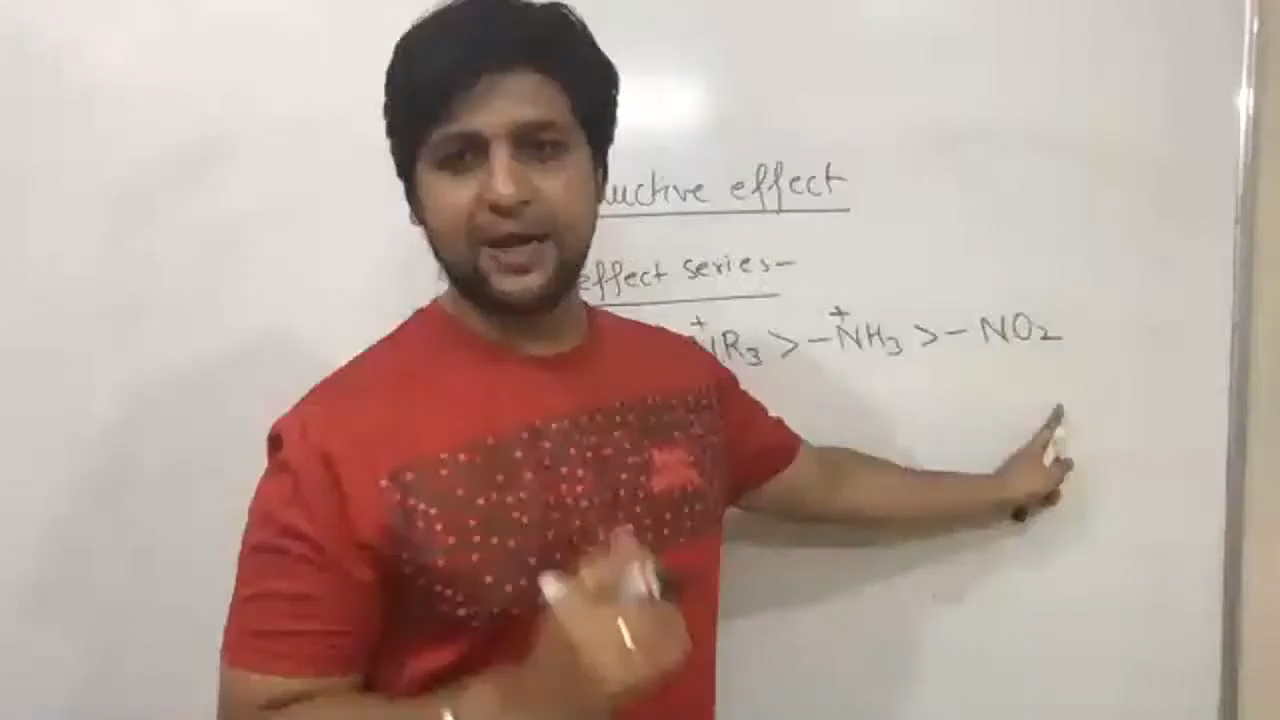 uctive effect
effect series-
N⁺R₃ > -N⁺H₃ > - NO₂